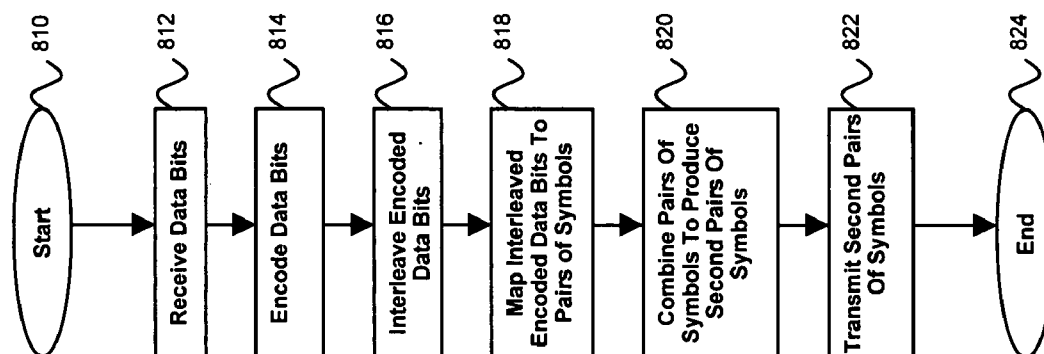 Start
810
Receive Data Bits
812
Encode Data Bits
814
Interleave Encoded
Data Bits
816
Map Interleaved
Encoded Data Bits To
Pairs of Symbols
818
Combine Pairs Of
Symbols To Produce
Second Pairs Of
Symbols
820
Transmit Second Pairs
Of Symbols
822
End
824